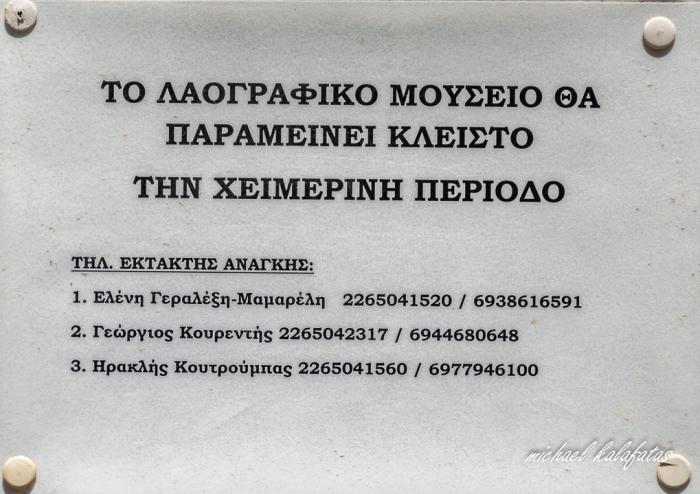 ΤΟ ΛΑΟΓΡΑΦΙΚΟ ΜΟΥΣΕΙΟ ΘΑ
ΠΑΡΑΜΕΙΝΕΙ ΚΛΕΙΣΤΟ
ΤΗΝ ΧΕΙΜΕΡΙΝΗ ΠΕΡΙΟΔΟ
ΤΗΛ. ΕΚΤΑΚΤΗΣ ΑΝΑΓΚΗΣ:
1. Ελένη Γεραλέξη-Μαμαρέλη 2265041520 / 6938616591
2. Γεώργιος Κουρεντής 2265042317 / 6944680648
3. Ηρακλής Κουτρούμπας 2265041560 / 6977946100
michael kalafatas